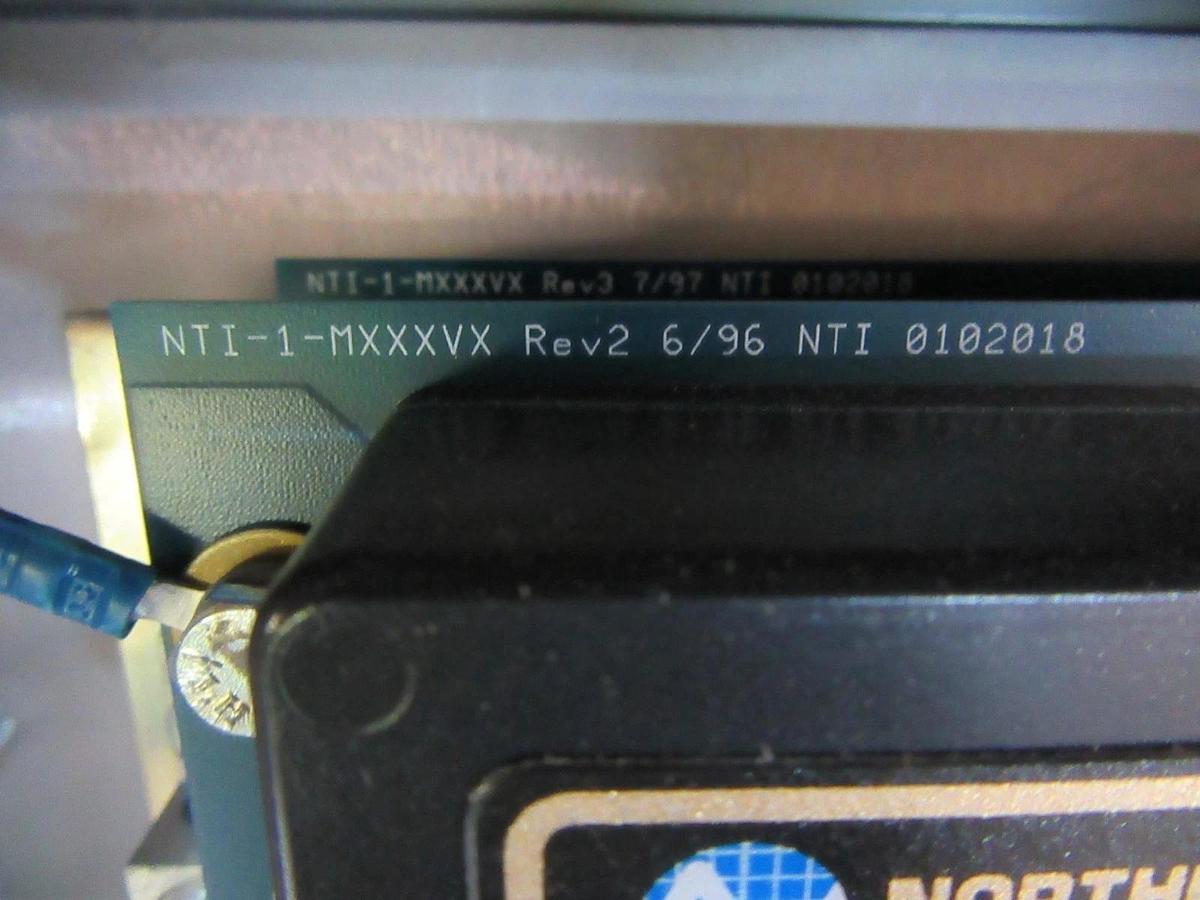 NTI-1-MXXXVX Rev3 7/97 NTI 0102018
NTI-1-MXXXVX Rev2 6/96 NTI 0102018